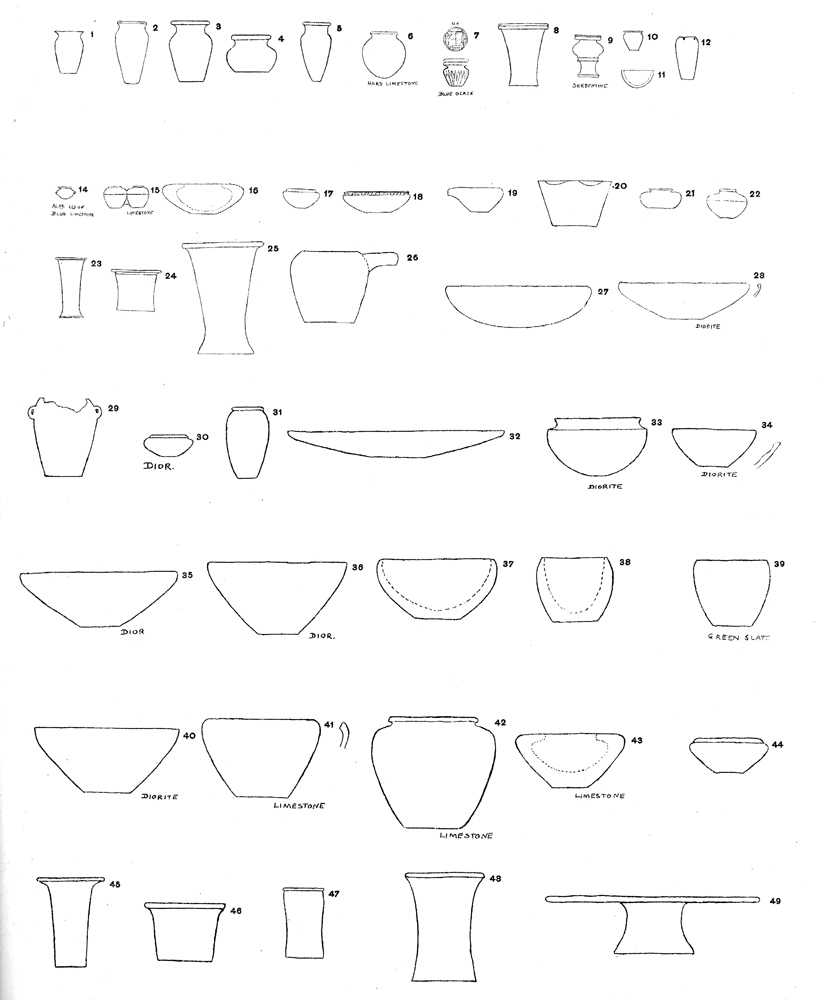 1 2 3 4 5 6 7 8 9 10 11 12
HARD LIMESTONE
BLUE GLAZE
SERPENTINE
14 15 16 17 18 19 20 21 22
BLUE LIMESTONE
LIMESTONE
23 24 25 26 27 28
DIORITE
29 30 31 32 33 34
DIOR.
DIORITE
DIORITE
35 36 37 38 39
DIOR
DIOR.
GREEN SLATE
40 41 42 43 44
DIORITE
LIMESTONE
LIMESTONE
LIMESTONE
45 46 47 48 49